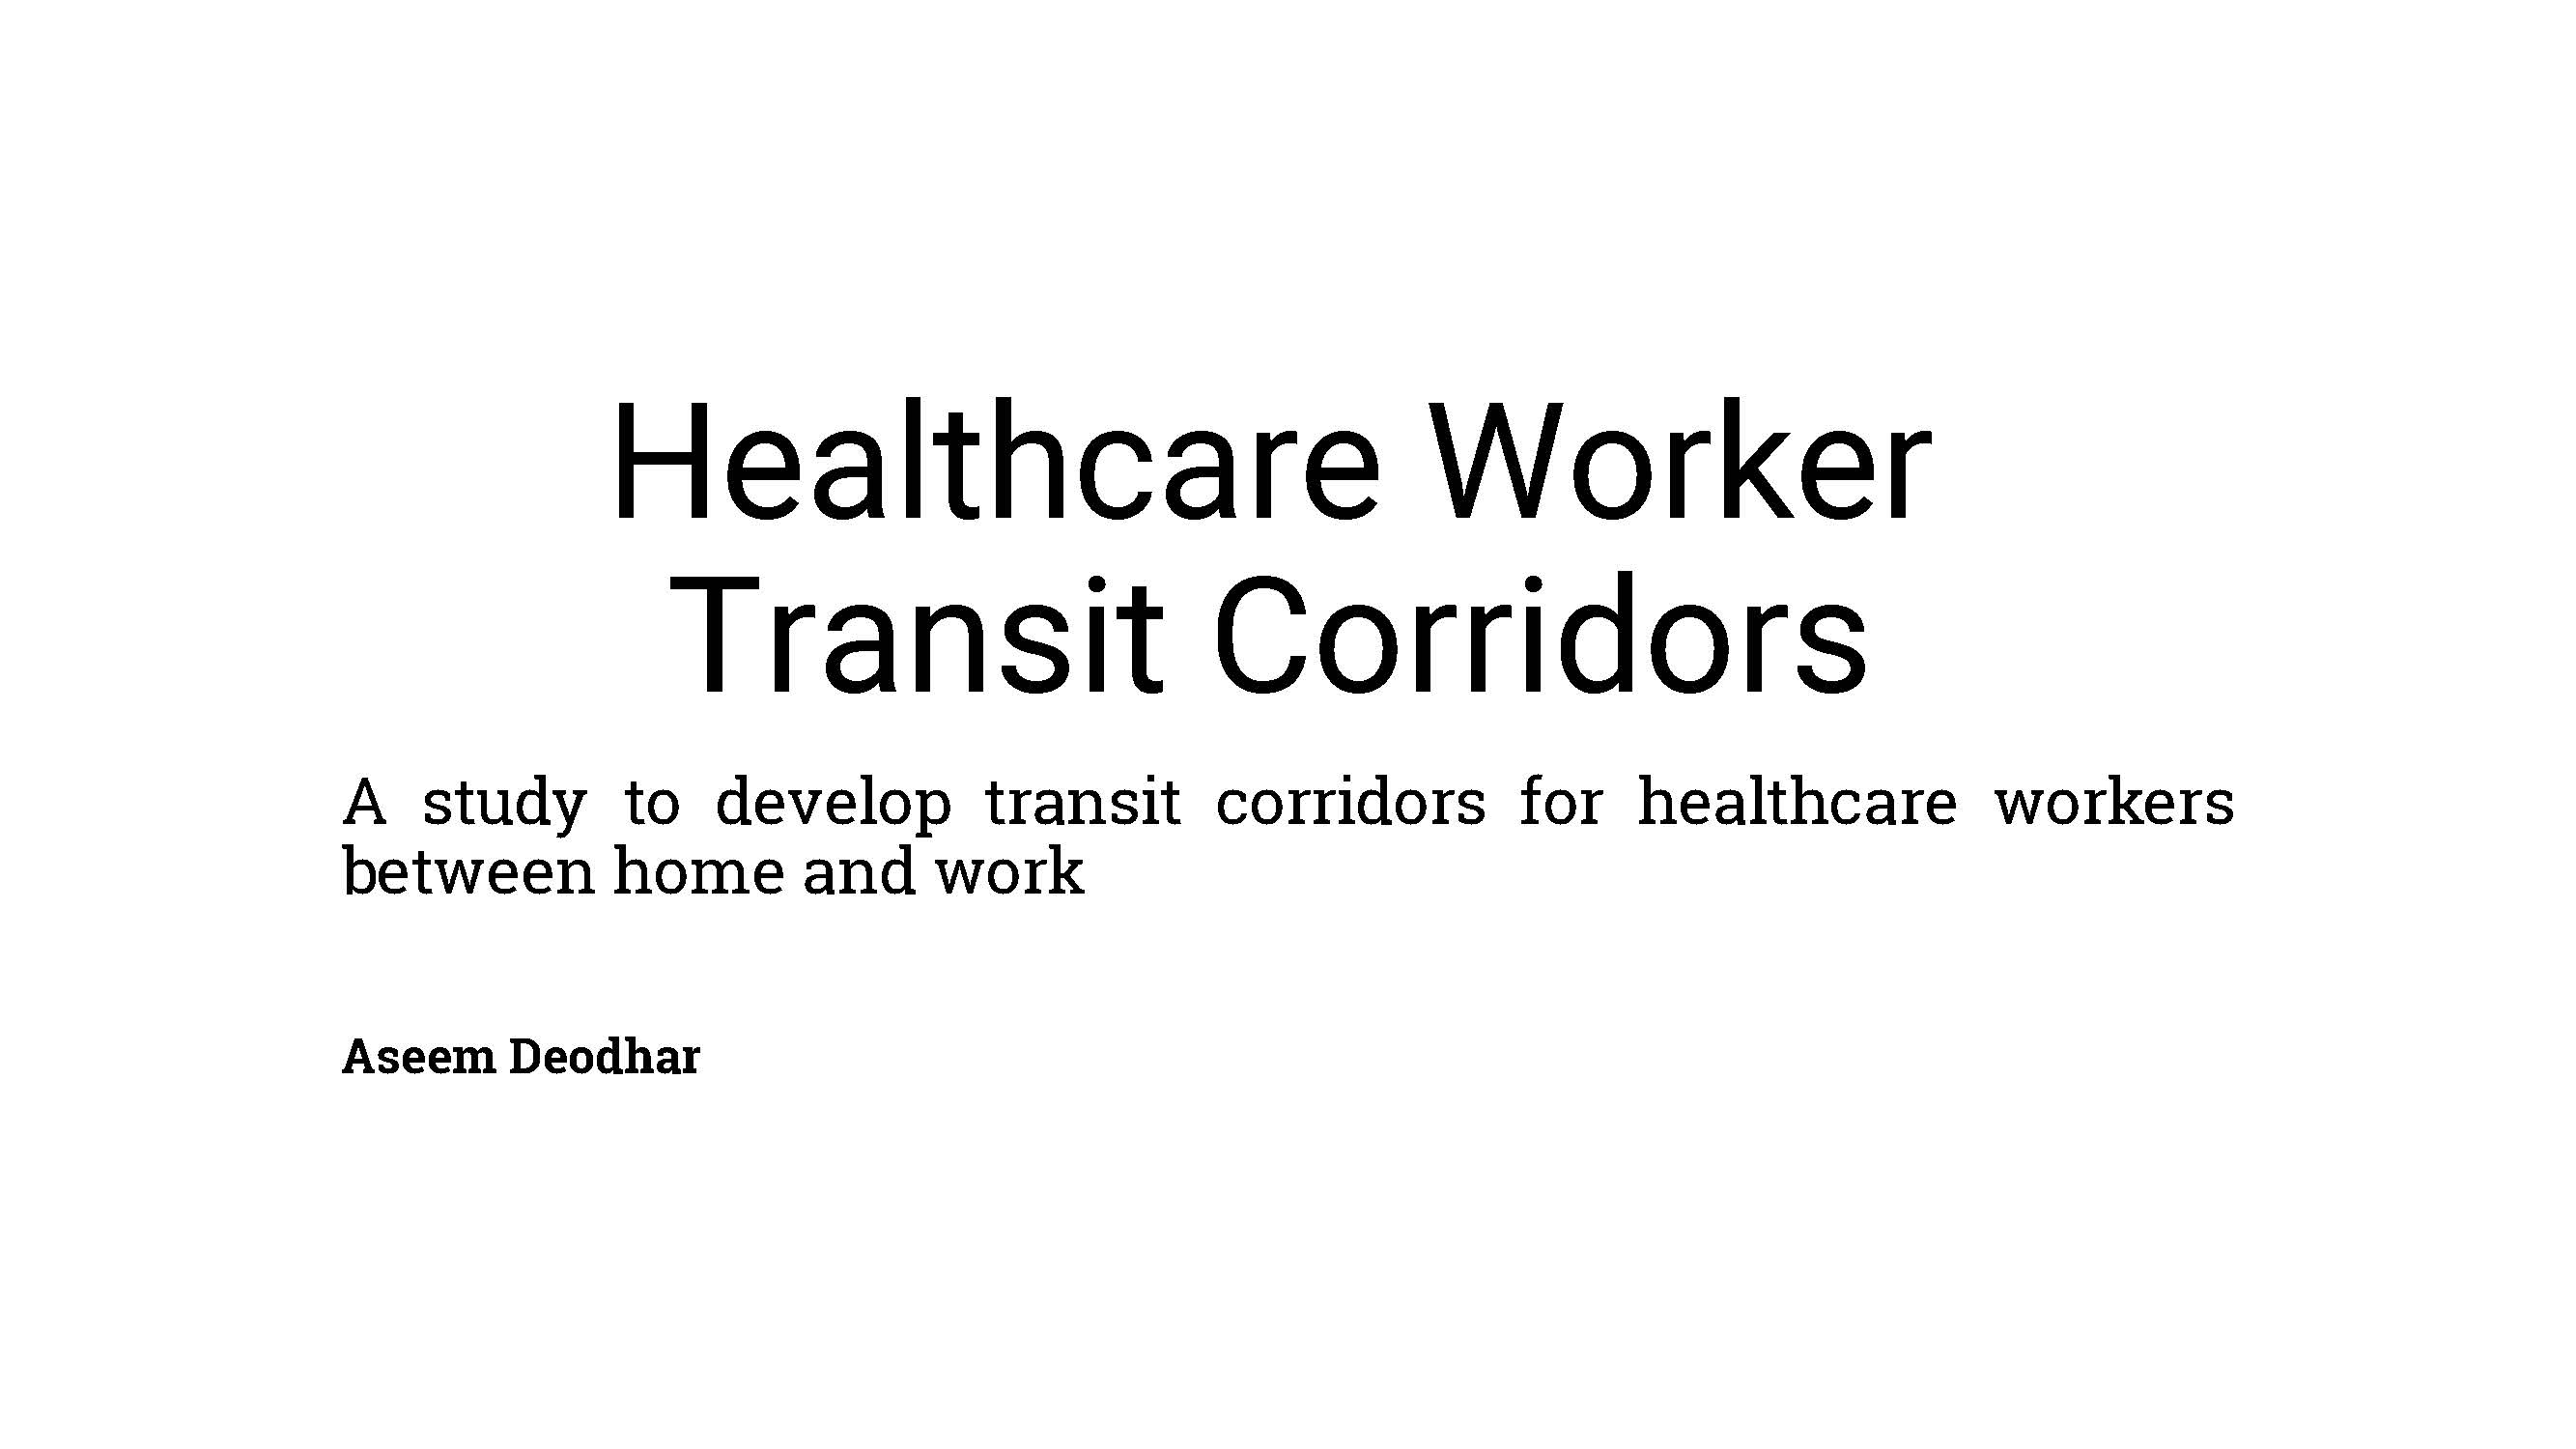 Healthcare Worker
Transit Corridors
A study to develop transit corridors for healthcare workers
between home and work
Aseem Deodhar